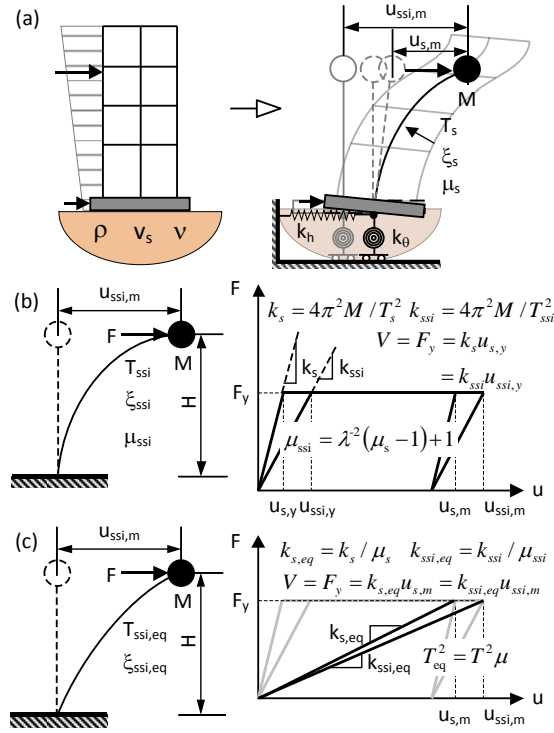 (a)
u_ssi,m
u_s,m
M
T_s
ξ_s
μ_s
ρ v_s ν
k_h
k_θ
(b)
u_ssi,m
F
M
T_ssi
ξ_ssi
μ_ssi
H
F
k_s = 4π²M / T_s² k_ssi = 4π²M / T_ssi²
V = F_y = k_s u_s,y
= k_ssi u_ssi,y
k_s
k_ssi
F_y
μ_ssi = λ⁻²(μ_s − 1) + 1
u
u_s,y u_ssi,y u_s,m u_ssi,m
(c)
u_ssi,m
F
M
T_ssi,eq
ξ_ssi,eq
H
F
k_s,eq = k_s / μ_s k_ssi,eq = k_ssi / μ_ssi
V = F_y = k_s,eq u_s,m = k_ssi,eq u_ssi,m
F_y
k_s,eq
k_ssi,eq
T_eq² = T² μ
u
u_s,m u_ssi,m